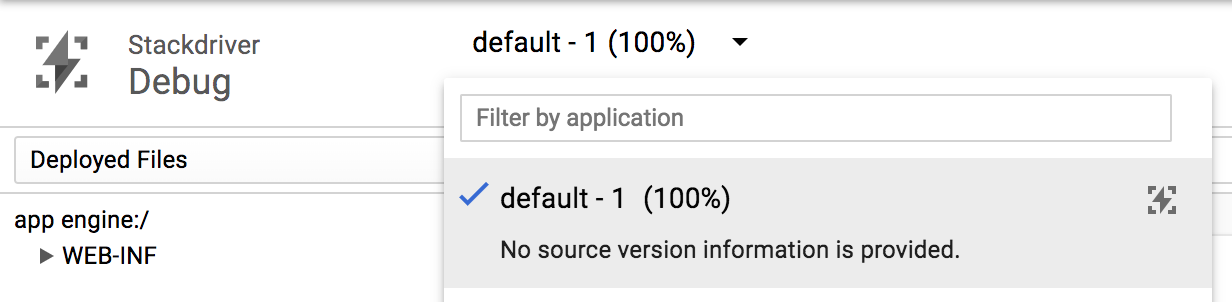 Stackdriver
Debug
default - 1 (100%)
Filter by application
Deployed Files
default - 1 (100%)
No source version information is provided.
app engine:/
WEB-INF